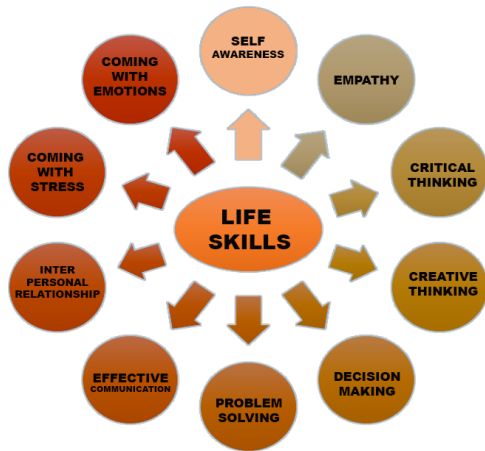 LIFE
SKILLS
SELF
AWARENESS
EMPATHY
CRITICAL
THINKING
CREATIVE
THINKING
DECISION
MAKING
PROBLEM
SOLVING
EFFECTIVE
COMMUNICATION
INTER
PERSONAL
RELATIONSHIP
COMING
WITH
STRESS
COMING
WITH
EMOTIONS